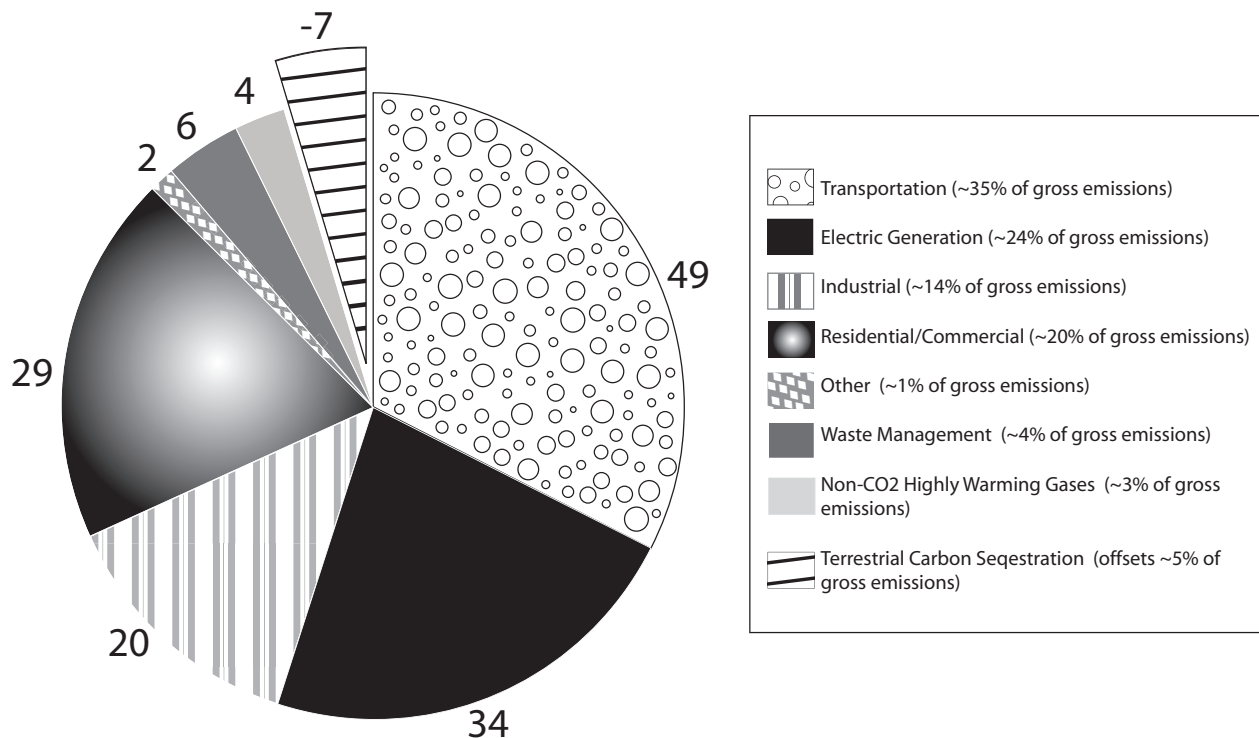 -7
4
6
2
49
29
20
34
Transportation (~35% of gross emissions)
Electric Generation (~24% of gross emissions)
Industrial (~14% of gross emissions)
Residential/Commercial (~20% of gross emissions)
Other (~1% of gross emissions)
Waste Management (~4% of gross emissions)
Non-CO2 Highly Warming Gases (~3% of gross
emissions)
Terrestrial Carbon Seqestration (offsets ~5% of
gross emissions)